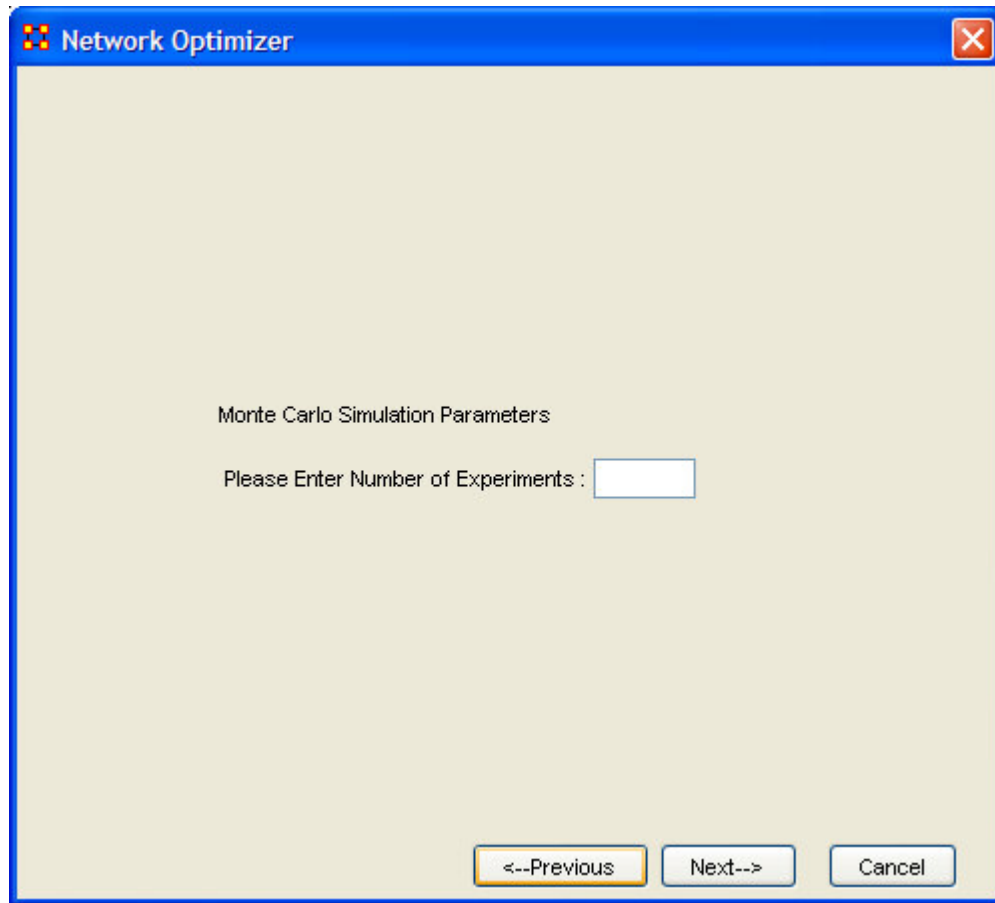 Network Optimizer
Monte Carlo Simulation Parameters
Please Enter Number of Experiments :
<--Previous Next--> Cancel